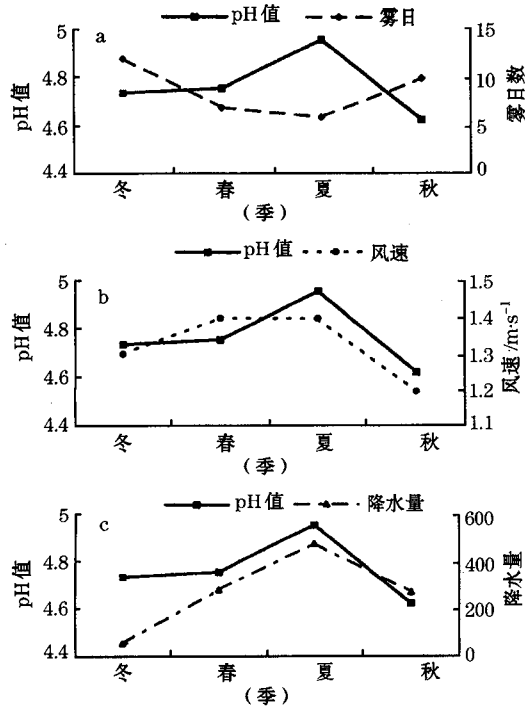 pH值 雾日
a
pH值
5
4.8
4.6
4.4
15
10
5
0
雾日数
冬 春 夏 秋
(季)
pH值 风速
b
pH值
5
4.8
4.6
4.4
1.5
1.4
1.3
1.2
1.1
风速/m·s⁻¹
冬 春 夏 秋
(季)
pH值 降水量
c
pH值
5
4.8
4.6
4.4
600
400
200
0
降水量
冬 春 夏 秋
(季)